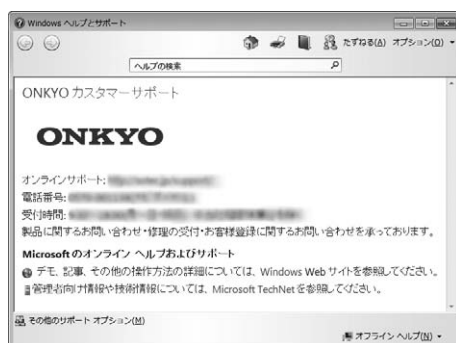 Windows ヘルプとサポート
たずねる(A) オプション(O)
ヘルプの検索
ONKYO カスタマーサポート
ONKYO
オンラインサポート:
電話番号:
受付時間:
製品に関するお問い合わせ・修理の受付・お客様登録に関するお問い合わせを承っております。
Microsoft のオンライン ヘルプおよびサポート
デモ、記事、その他の操作方法の詳細については、Windows Web サイトを参照してください。
管理者向け情報や技術情報については、Microsoft TechNet を参照してください。
その他のサポート オプション(M)
オフライン ヘルプ(N)